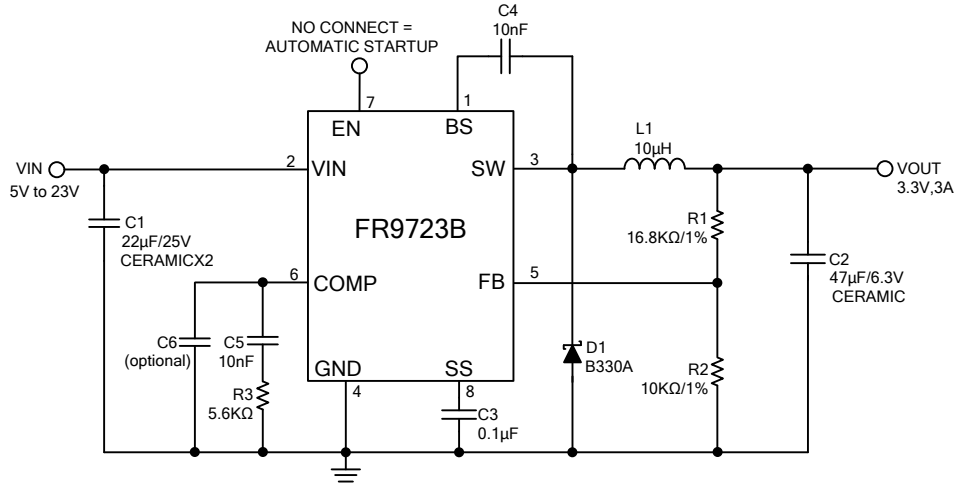 C4
10nF
NO CONNECT =
AUTOMATIC STARTUP
7
1
EN
BS
L1
10µH
VIN
5V to 23V
2
VIN
SW
3
VOUT
3.3V,3A
C1
22µF/25V
CERAMICX2
FR9723B
R1
16.8KΩ/1%
6
COMP
FB
5
C2
47µF/6.3V
CERAMIC
C6
(optional)
C5
10nF
D1
B330A
R2
10KΩ/1%
GND
SS
4
8
R3
5.6KΩ
C3
0.1µF